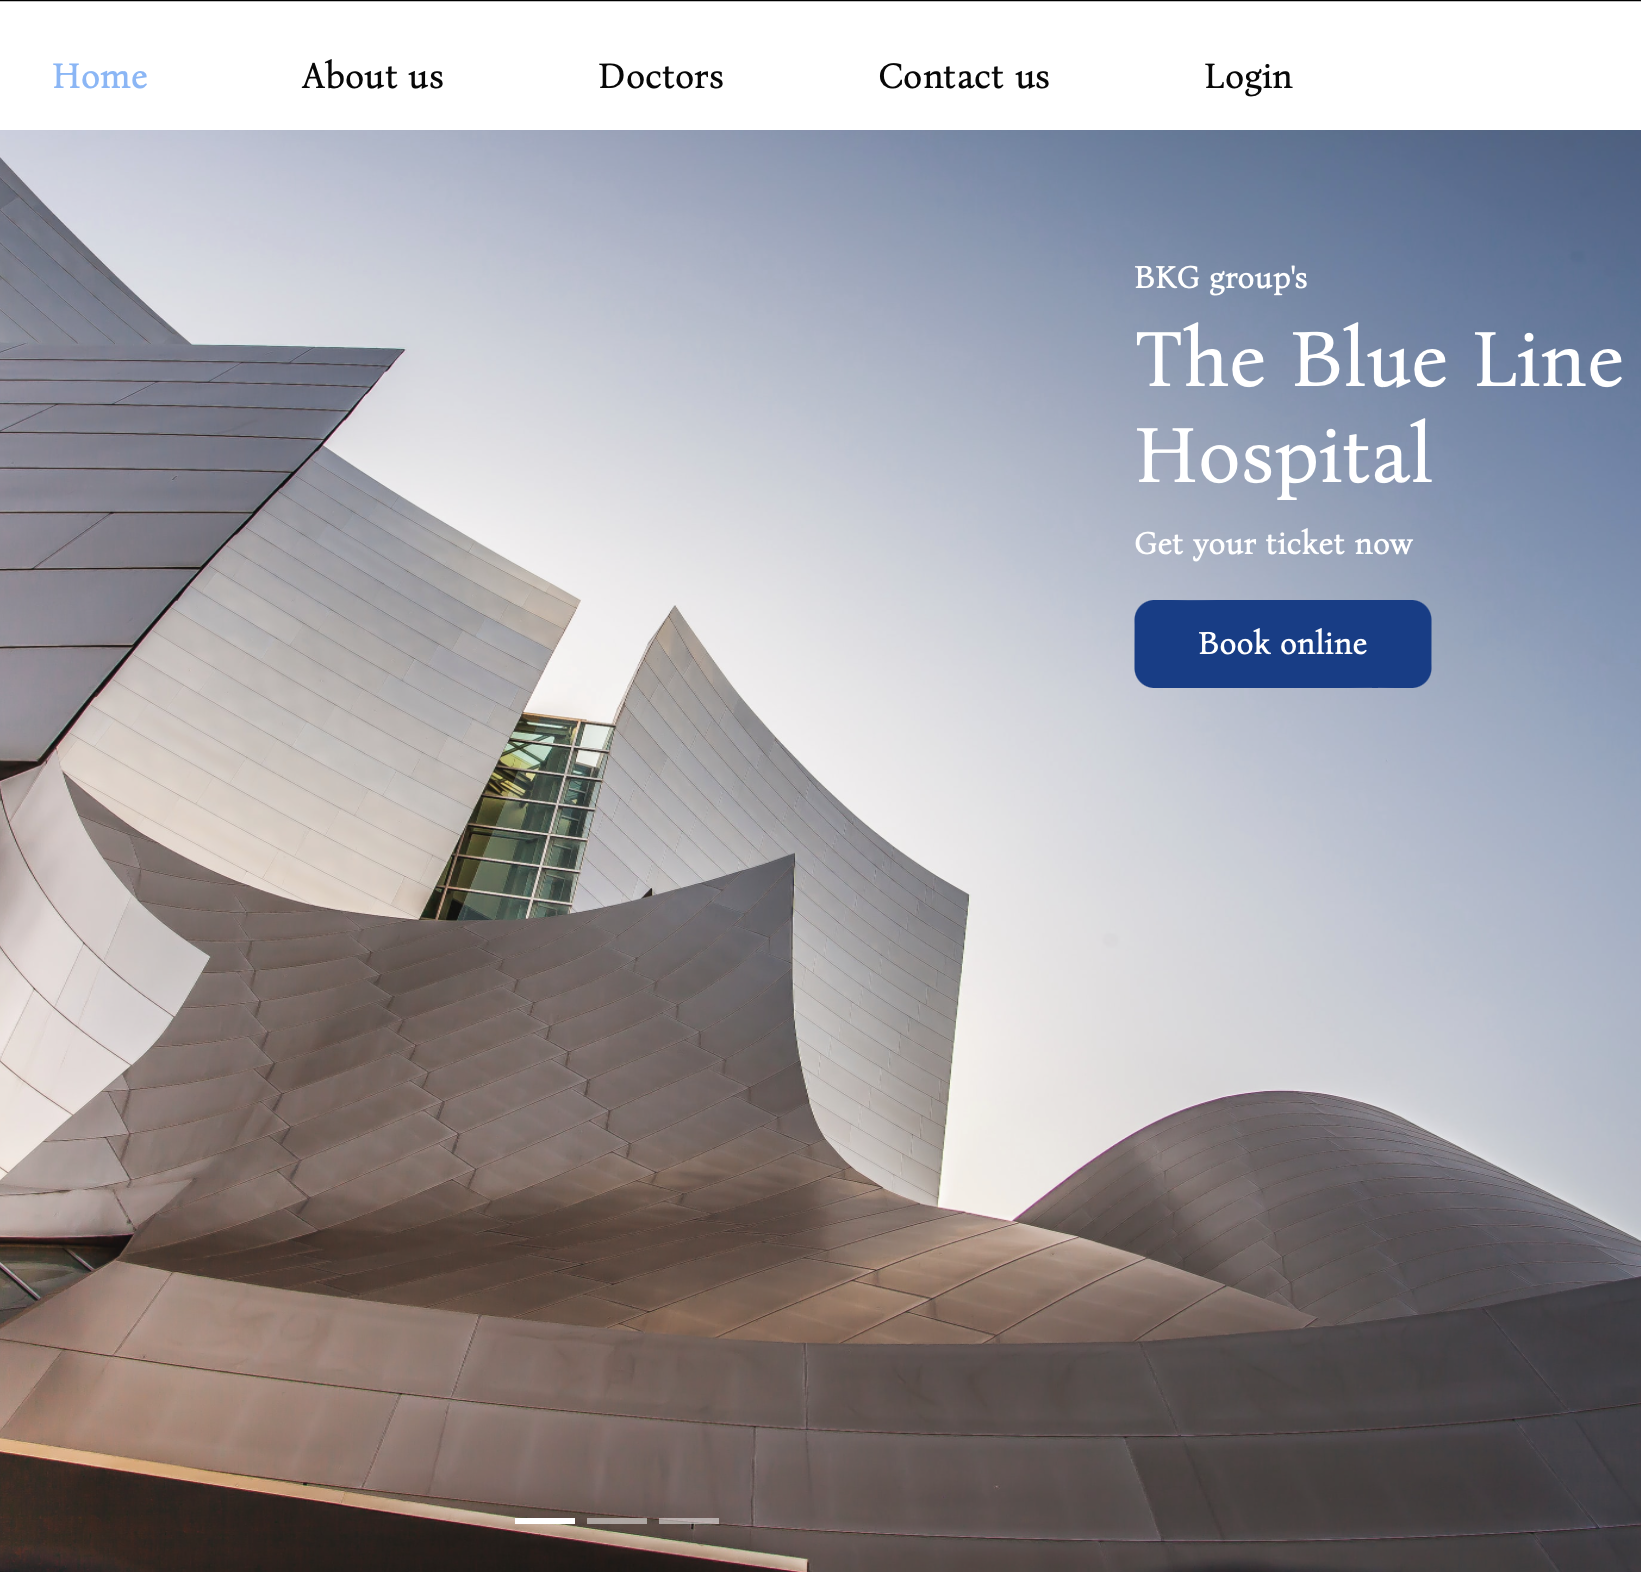 Home About us Doctors Contact us Login
BKG group's
The Blue Line
Hospital
Get your ticket now
Book online